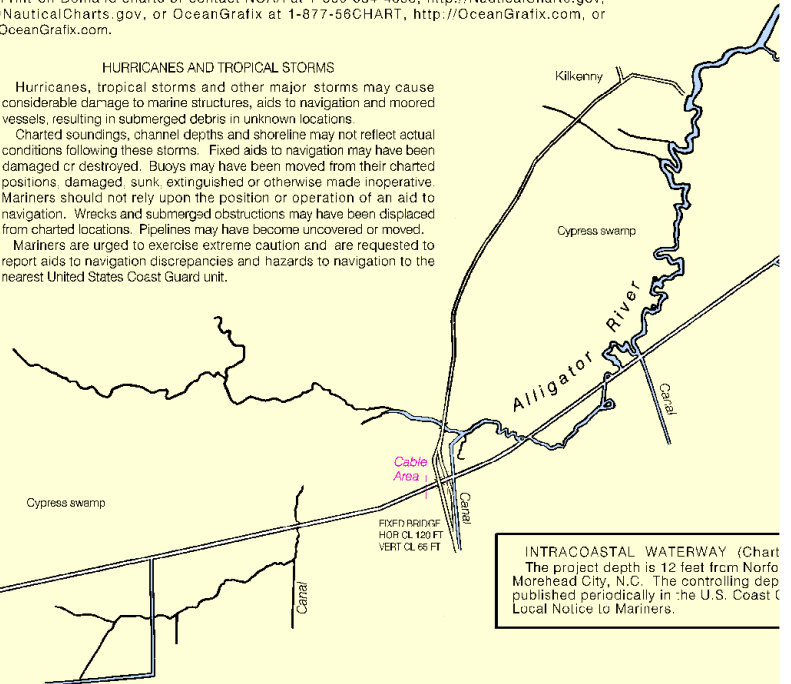 NauticalCharts.gov, or OceanGrafix at 1-877-56CHART, http://OceanGrafix.com, or
OceanGrafix.com.
HURRICANES AND TROPICAL STORMS
Hurricanes, tropical storms and other major storms may cause
considerable damage to marine structures, aids to navigation and moored
vessels, resulting in submerged debris in unknown locations.
Charted soundings, channel depths and shoreline may not reflect actual
conditions following these storms. Fixed aids to navigation may have been
damaged or destroyed. Buoys may have been moved from their charted
positions, damaged, sunk, extinguished or otherwise made inoperative.
Mariners should not rely upon the position or operation of an aid to
navigation. Wrecks and submerged obstructions may have been displaced
from charted locations. Pipelines may have become uncovered or moved.
Mariners are urged to exercise extreme caution and are requested to
report aids to navigation discrepancies and hazards to navigation to the
nearest United States Coast Guard unit.
Kilkenny
Cypress swamp
Alligator River
Canal
Cable
Area
Canal
Cypress swamp
FIXED BRIDGE
HOR CL 120 FT
VERT CL 65 FT
Canal
INTRACOASTAL WATERWAY (Chart
The project depth is 12 feet from Norfo
Morehead City, N.C. The controlling dep
published periodically in the U.S. Coast
Local Notice to Mariners.